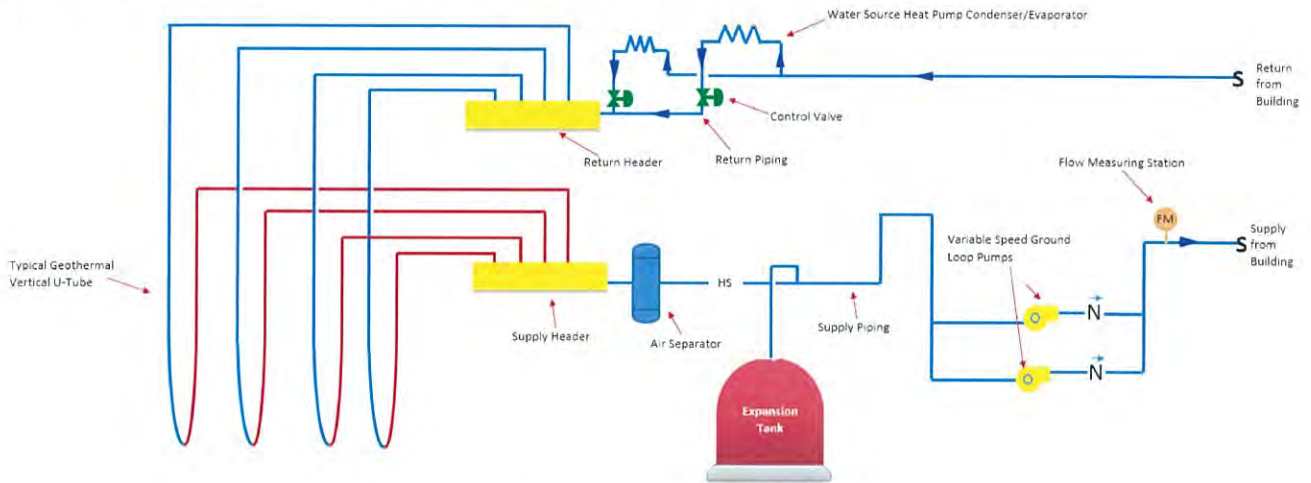 Water Source Heat Pump Condenser/Evaporator
S
Return
from
Building
Control Valve
Return Header
Return Piping
Flow Measuring Station
FM
S
Supply
from
Building
Variable Speed Ground
Loop Pumps
Typical Geothermal
Vertical U-Tube
HS
N
Supply Header
Air Separator
Supply Piping
N
Expansion
Tank